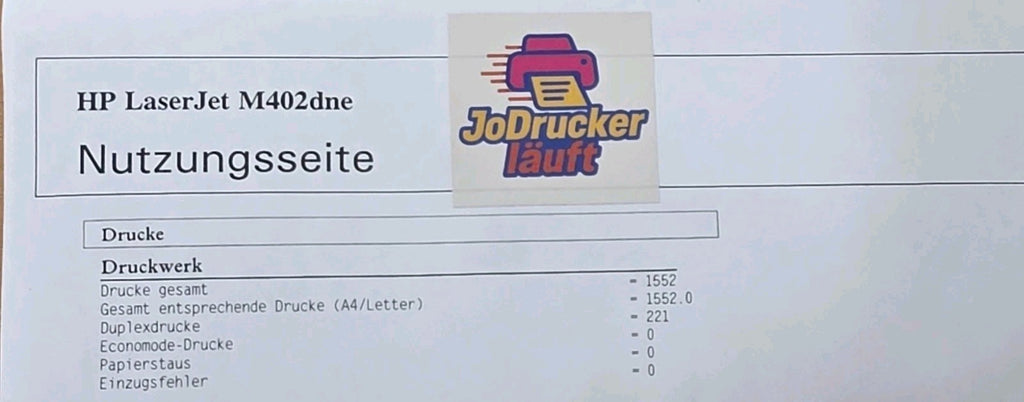 HP LaserJet M402dne
Nutzungsseite
JoDrucker
läuft
Drucke
Druckwerk
Drucke gesamt = 1552
Gesamt entsprechende Drucke (A4/Letter) = 1552.0
Duplexdrucke = 221
Economode-Drucke = 0
Papierstaus = 0
Einzugsfehler = 0